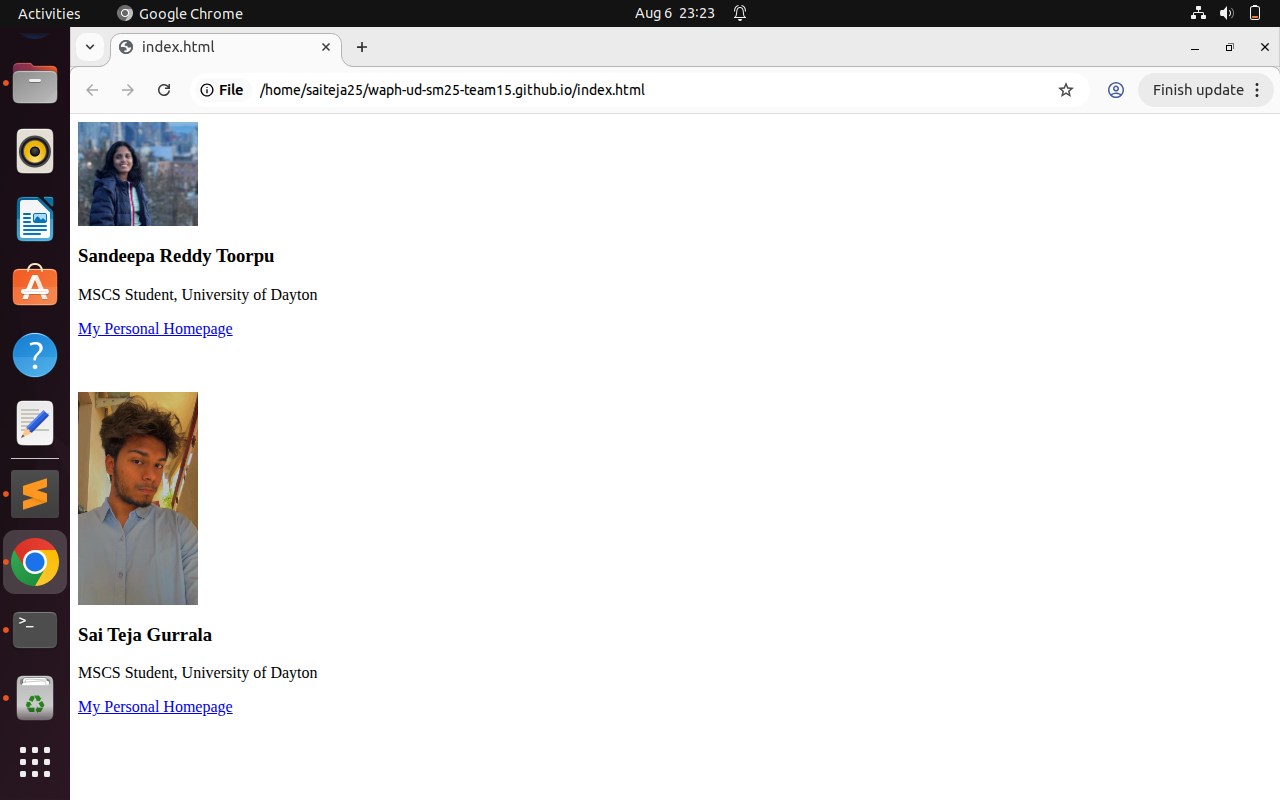 Activities Google Chrome Aug 6 23:23
index.html
File /home/saiteja25/waph-ud-sm25-team15.github.io/index.html Finish update
Sandeepa Reddy Toorpu
MSCS Student, University of Dayton
My Personal Homepage
Sai Teja Gurrala
MSCS Student, University of Dayton
My Personal Homepage